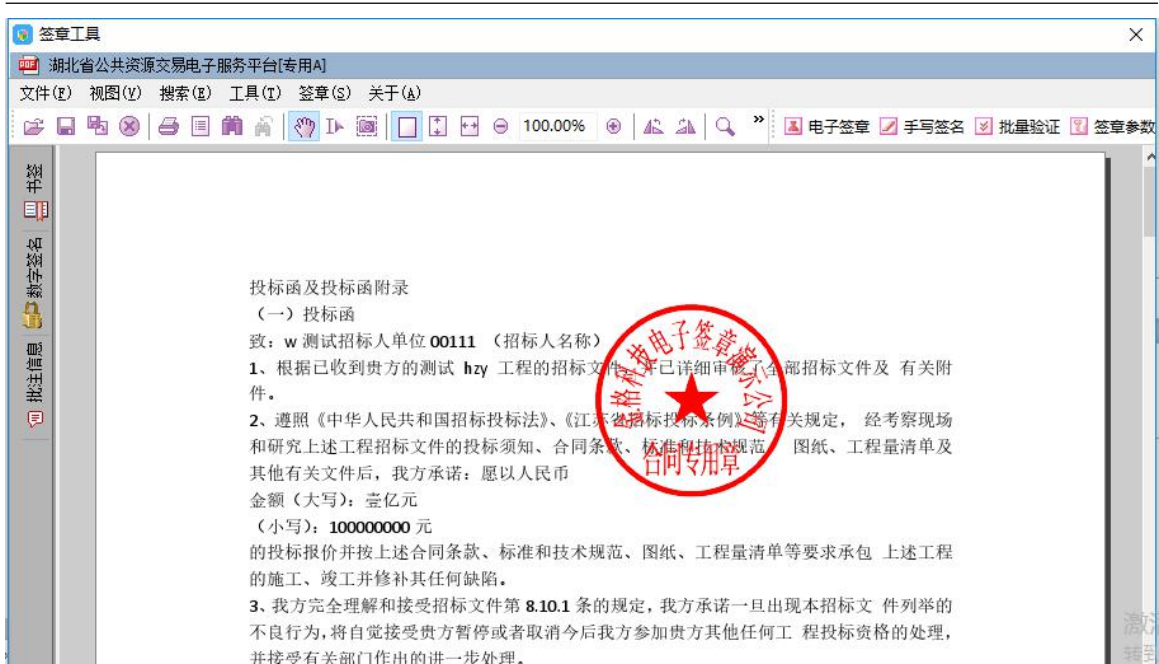 签章工具
湖北省公共资源交易电子服务平台[专用A]
文件(F) 视图(V) 搜索(E) 工具(T) 签章(S) 关于(A)
100.00% » 电子签章 手写签名 批量验证 签章参数
书签
数字签名
批注信息
投标函及投标函附录
（一）投标函
致：w 测试招标人单位 00111 （招标人名称）
1、根据已收到贵方的测试 hzy 工程的招标文件，并已详细审核了全部招标文件及 有关附
件。
2、遵照《中华人民共和国招标投标法》、《江苏省招标投标条例》等有关规定， 经考察现场
和研究上述工程招标文件的投标须知、合同条款、标准和技术规范、 图纸、工程量清单及
其他有关文件后，我方承诺：愿以人民币
金额（大写）：壹亿元
（小写）：100000000 元
的投标报价并按上述合同条款、标准和技术规范、图纸、工程量清单等要求承包 上述工程
的施工、竣工并修补其任何缺陷。
3、我方完全理解和接受招标文件第 8.10.1 条的规定，我方承诺一旦出现本招标文 件列举的
不良行为，将自觉接受贵方暂停或者取消今后我方参加贵方其他任何工 程投标资格的处理，
并接受有关部门作出的进一步处理。
格科技电子签章演示公司
合同专用章
激
转到